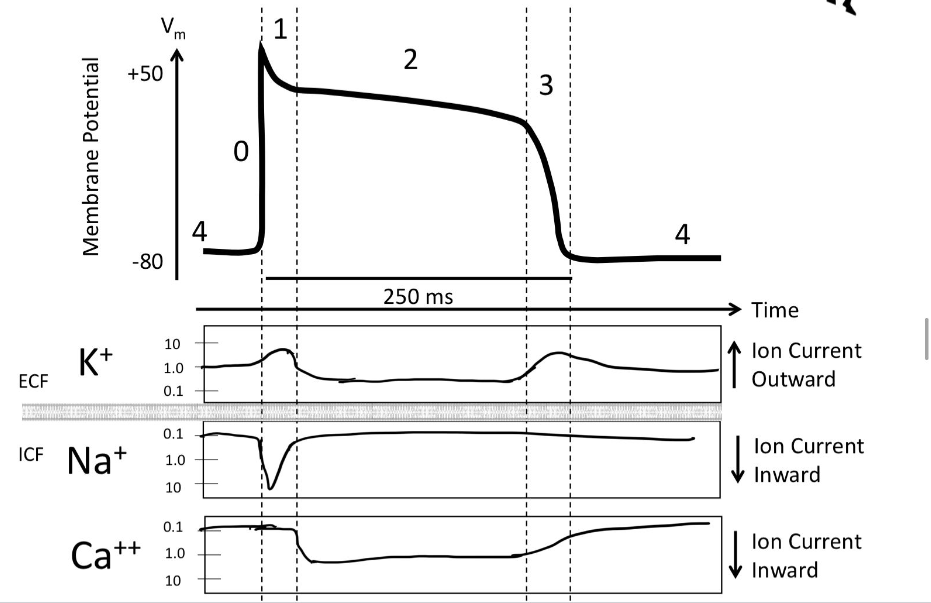 Vm
1
2
+50
3
Membrane Potential
0
4
4
-80
250 ms
Time
K+
10
1.0
0.1
Ion Current
Outward
ECF
ICF
Na+
0.1
1.0
10
Ion Current
Inward
Ca++
0.1
1.0
10
Ion Current
Inward